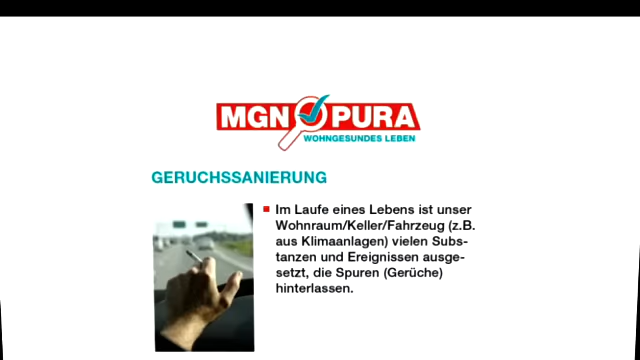 MGN PURA
WOHNGESUNDES LEBEN
GERUCHSSANIERUNG
Im Laufe eines Lebens ist unser
Wohnraum/Keller/Fahrzeug (z.B.
aus Klimaanlagen) vielen Subs-
tanzen und Ereignissen ausge-
setzt, die Spuren (Gerüche)
hinterlassen.